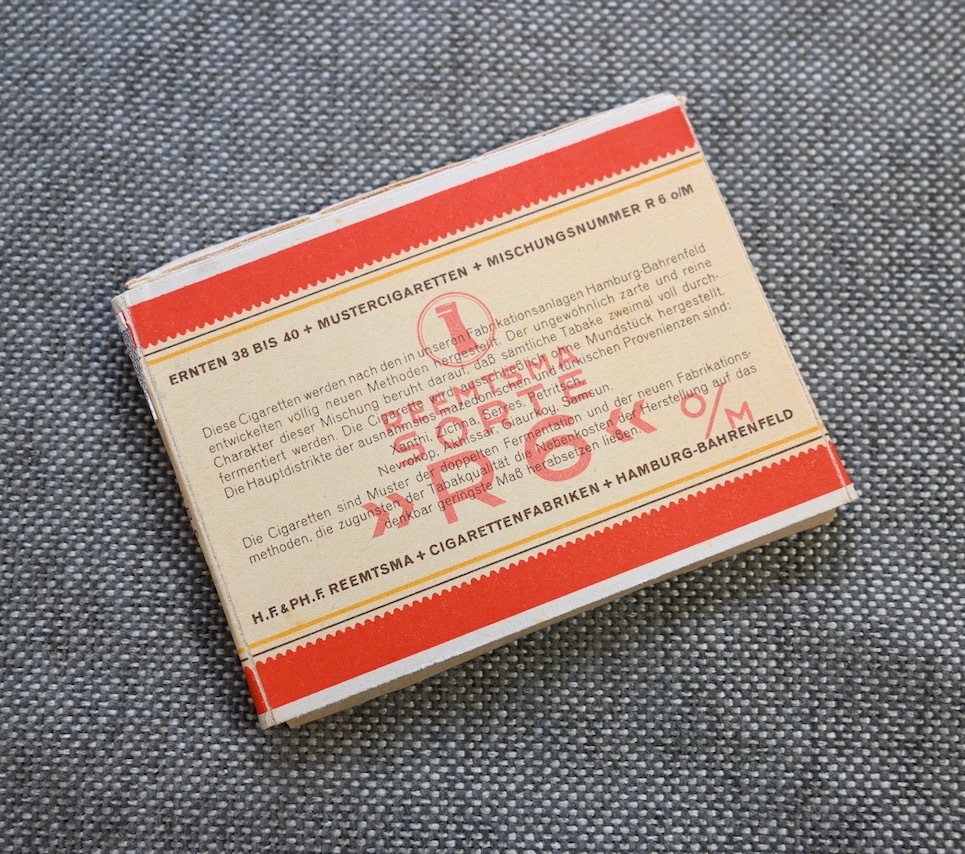 ERNTEN 38 BIS 40 + MUSTERCIGARETTEN + MISCHUNGSNUMMER R 6 o/M
Diese Cigaretten werden nach den in unseren Fabrikationsanlagen Hamburg-Bahrenfeld
entwickelten völlig neuen Methoden hergestellt. Der ungewöhnlich zarte und reine
Charakter dieser Mischung beruht darauf, daß sämtliche Tabake zweimal voll durch-
fermentiert werden. Die Cigarette wird ausschließlich ohne Mundstück hergestellt.
Die Hauptdistrikte der ausnahmslos mazedonischen und türkischen Provenienzen sind:
Xanthi, Zichna, Serres, Petritsch,
Nevrokop, Akhissar, Gaurkoy, Samsun.
Die Cigaretten sind Muster der doppelten Fermentation und der neuen Fabrikations-
methoden, die zugunsten der Tabakqualität die Nebenkosten der Herstellung auf das
denkbar geringste Maß herabsetzen ließen.
REEMTSMA
SORTE
»R6« o/M
H.F.&PH.F. REEMTSMA + CIGARETTENFABRIKEN + HAMBURG-BAHRENFELD